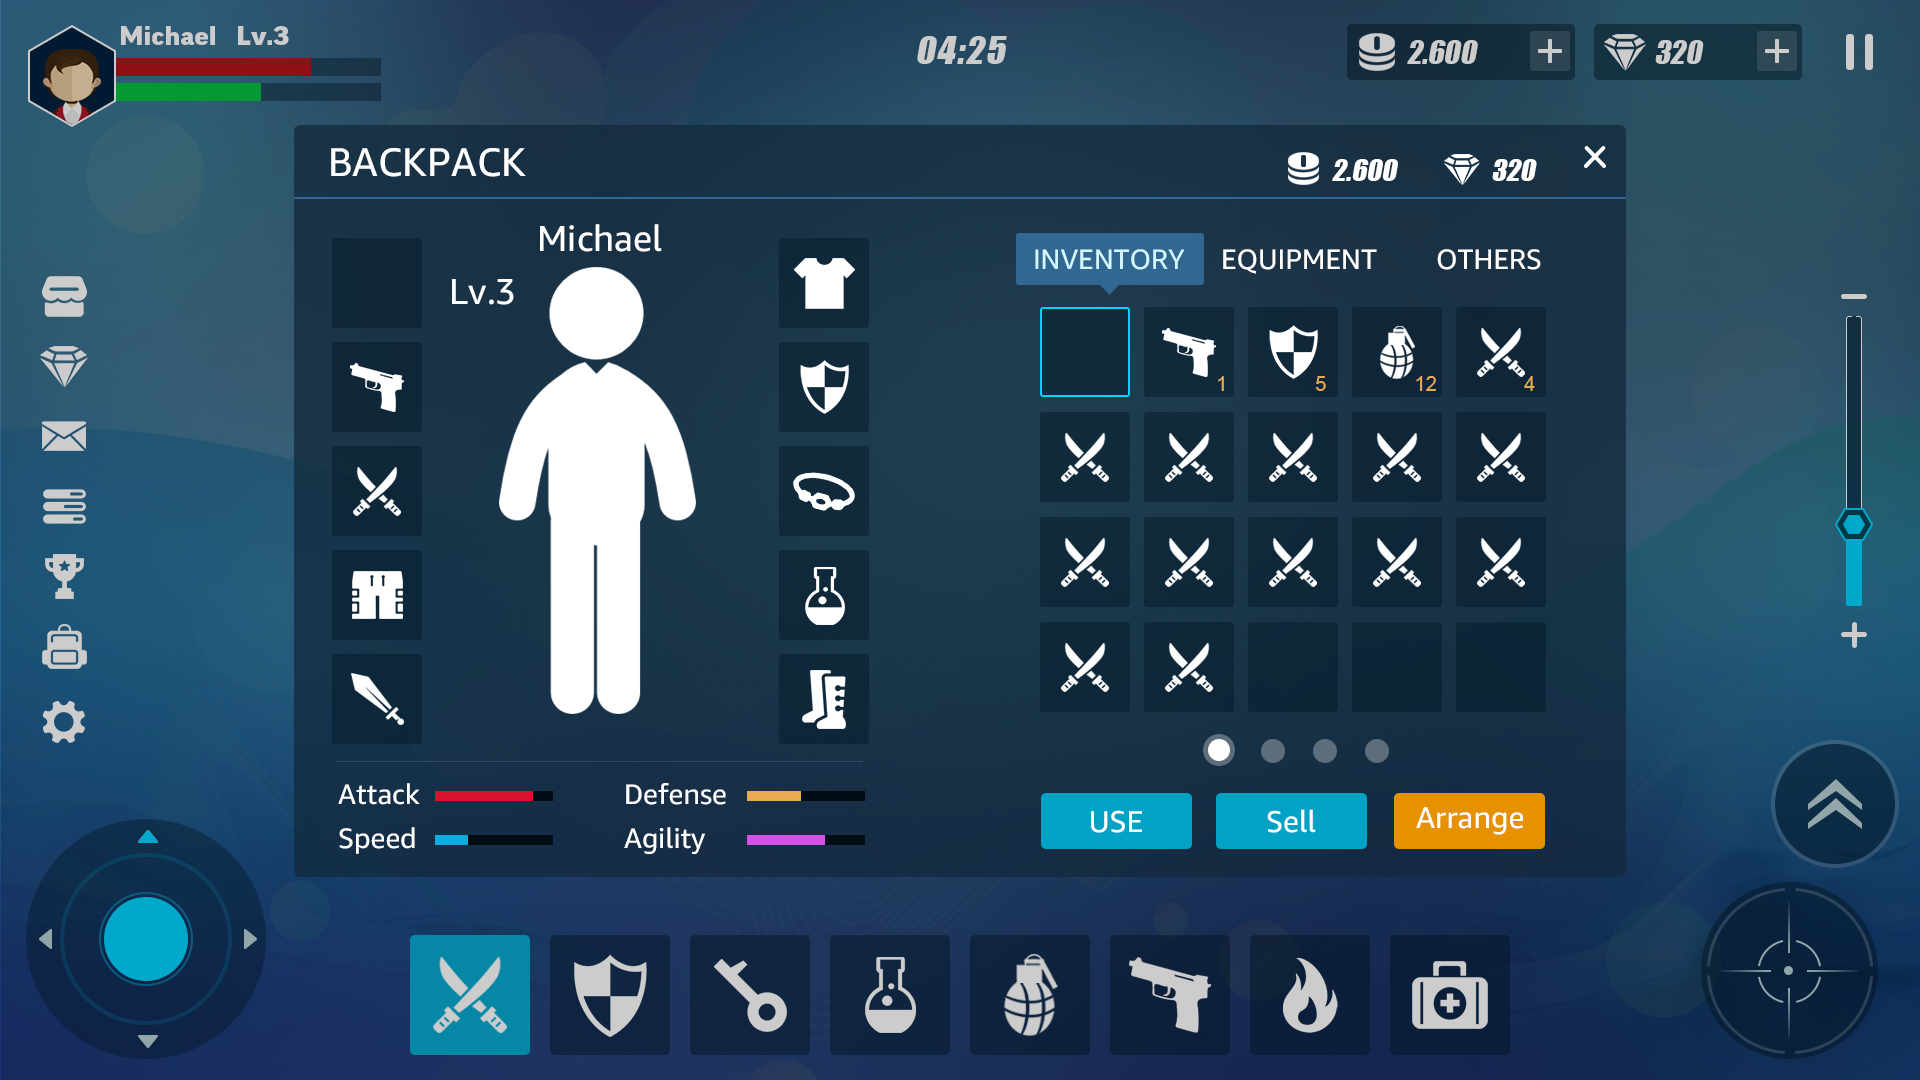 Michael Lv.3
04:25
2.600
320
BACKPACK
2.600
320
Michael
Lv.3
INVENTORY EQUIPMENT OTHERS
1 5 12 4
Attack
Defense
Speed
Agility
USE Sell Arrange